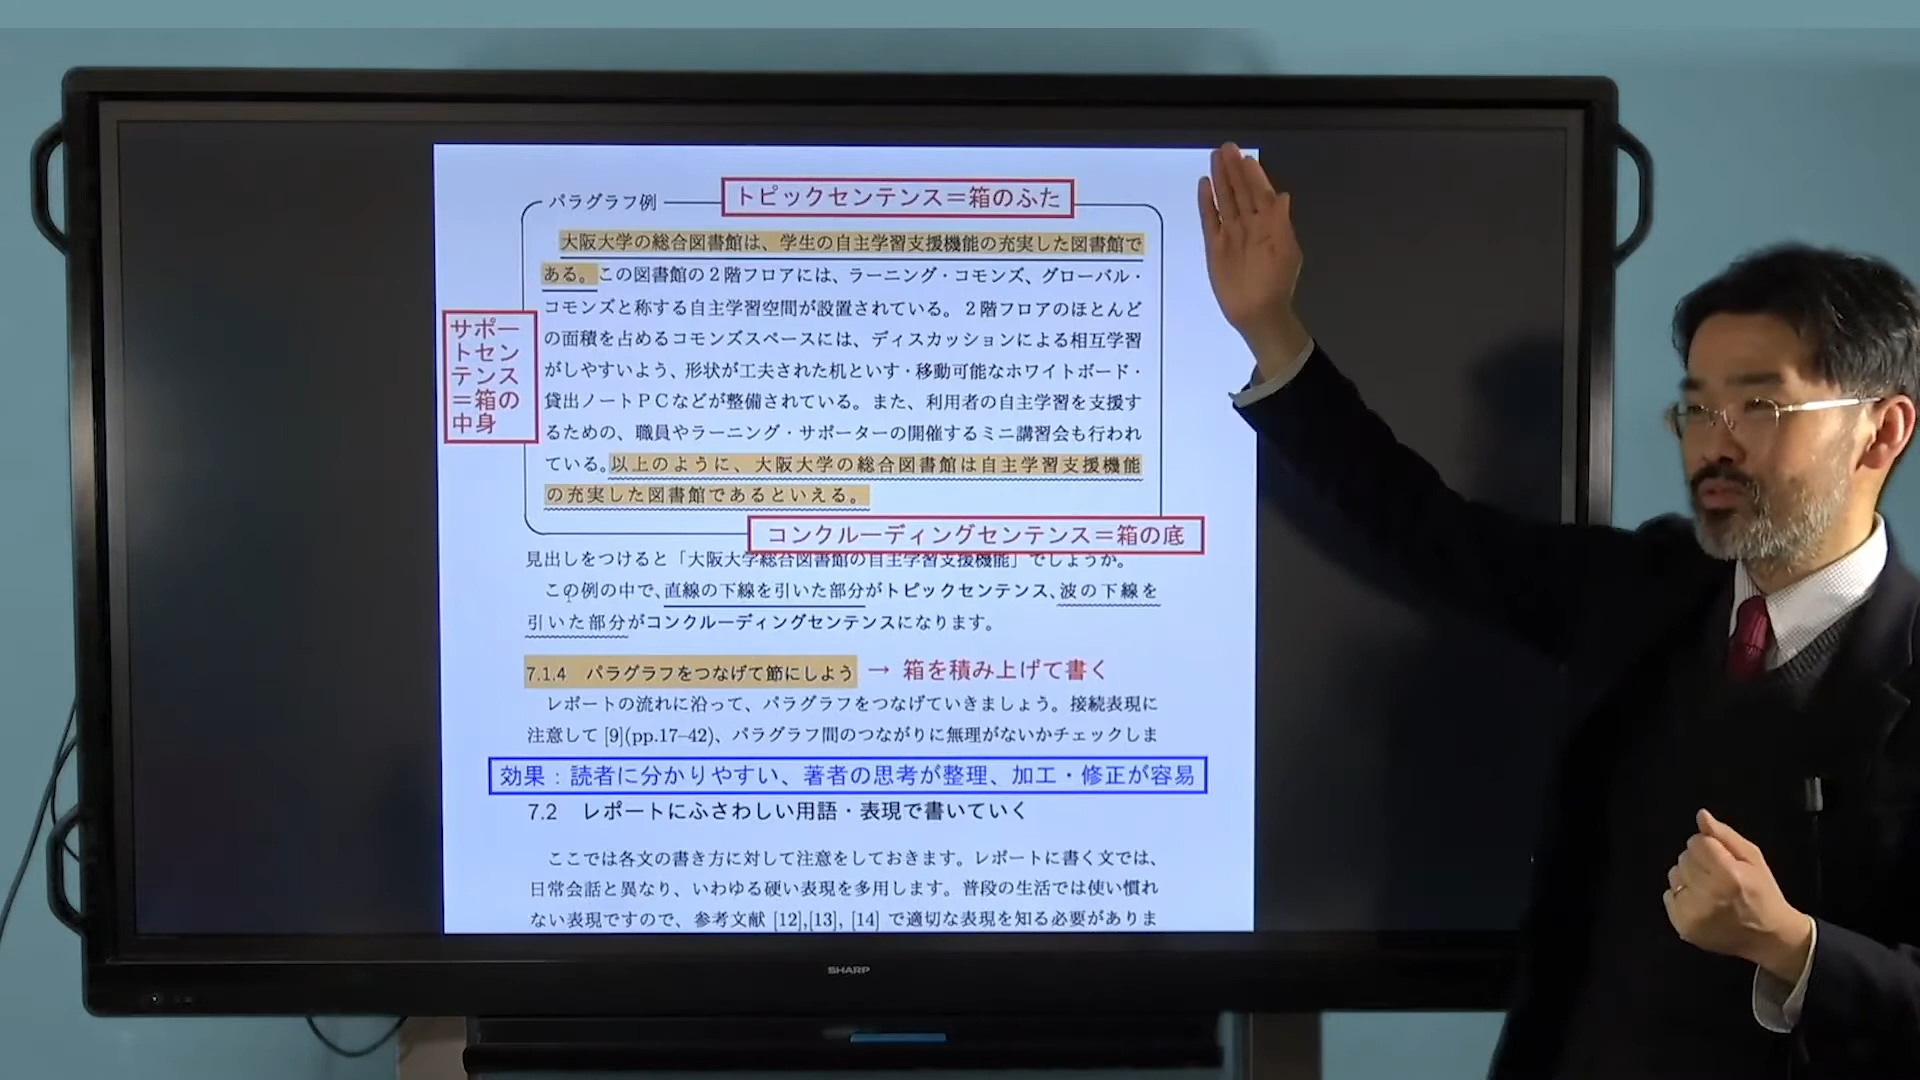 パラグラフ例
トピックセンテンス＝箱のふた
大阪大学の総合図書館は、学生の自主学習支援機能の充実した図書館で
ある。この図書館の２階フロアには、ラーニング・コモンズ、グローバル・
コモンズと称する自主学習空間が設置されている。２階フロアのほとんど
の面積を占めるコモンズスペースには、ディスカッションによる相互学習
がしやすいよう、形状が工夫された机といす・移動可能なホワイトボード・
貸出ノートＰＣなどが整備されている。また、利用者の自主学習を支援す
るための、職員やラーニング・サポーターの開催するミニ講習会も行われ
ている。以上のように、大阪大学の総合図書館は自主学習支援機能
の充実した図書館であるといえる。
サポー
トセン
テンス
＝箱の
中身
コンクルーディングセンテンス＝箱の底
見出しをつけると「大阪大学総合図書館の自主学習支援機能」でしょうか。
この例の中で、直線の下線を引いた部分がトピックセンテンス、波の下線を
引いた部分がコンクルーディングセンテンスになります。
7.1.4 パラグラフをつなげて節にしよう → 箱を積み上げて書く
レポートの流れに沿って、パラグラフをつなげていきましょう。接続表現に
注意して [9](pp.17–42)、パラグラフ間のつながりに無理がないかチェックしま
効果：読者に分かりやすい、著者の思考が整理、加工・修正が容易
7.2 レポートにふさわしい用語・表現で書いていく
ここでは各文の書き方に対して注意をしておきます。レポートに書く文では、
日常会話と異なり、いわゆる硬い表現を多用します。普段の生活では使い慣れ
ない表現ですので、参考文献 [12],[13], [14] で適切な表現を知る必要がありま
SHARP